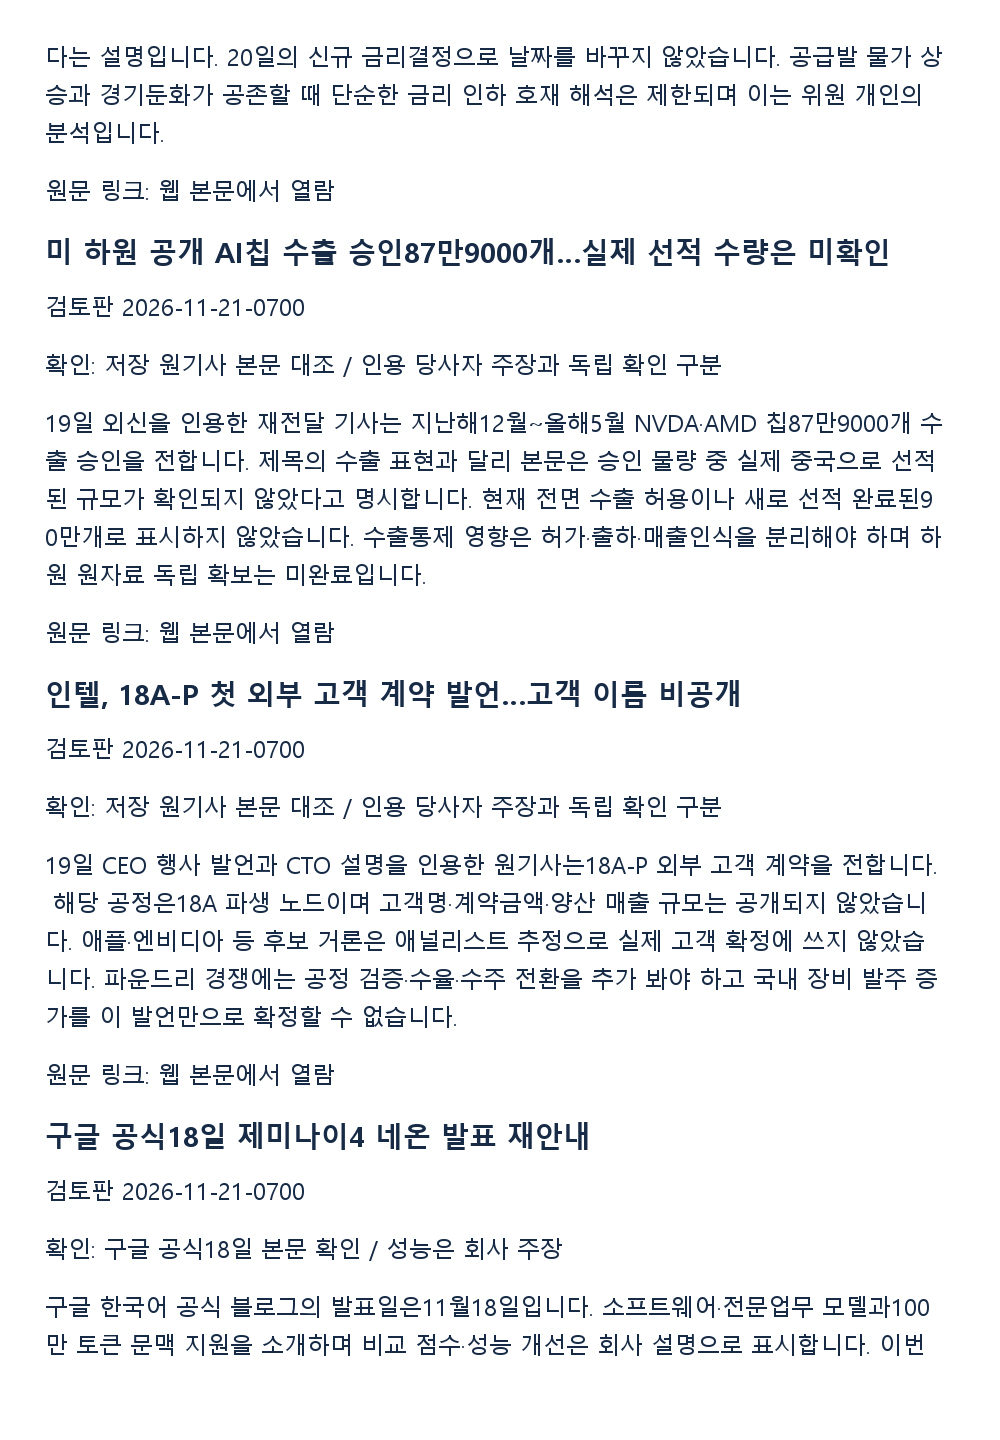 다는 설명입니다. 20일의 신규 금리결정으로 날짜를 바꾸지 않았습니다. 공급발 물가 상
승과 경기둔화가 공존할 때 단순한 금리 인하 호재 해석은 제한되며 이는 위원 개인의
분석입니다.
원문 링크: 웹 본문에서 열람
미 하원 공개 AI칩 수출 승인87만9000개…실제 선적 수량은 미확인
검토판 2026-11-21-0700
확인: 저장 원기사 본문 대조 / 인용 당사자 주장과 독립 확인 구분
19일 외신을 인용한 재전달 기사는 지난해12월~올해5월 NVDA·AMD 칩87만9000개 수
출 승인을 전합니다. 제목의 수출 표현과 달리 본문은 승인 물량 중 실제 중국으로 선적
된 규모가 확인되지 않았다고 명시합니다. 현재 전면 수출 허용이나 새로 선적 완료된9
0만개로 표시하지 않았습니다. 수출통제 영향은 허가·출하·매출인식을 분리해야 하며 하
원 원자료 독립 확보는 미완료입니다.
원문 링크: 웹 본문에서 열람
인텔, 18A-P 첫 외부 고객 계약 발언…고객 이름 비공개
검토판 2026-11-21-0700
확인: 저장 원기사 본문 대조 / 인용 당사자 주장과 독립 확인 구분
19일 CEO 행사 발언과 CTO 설명을 인용한 원기사는18A-P 외부 고객 계약을 전합니다.
해당 공정은18A 파생 노드이며 고객명·계약금액·양산 매출 규모는 공개되지 않았습니
다. 애플·엔비디아 등 후보 거론은 애널리스트 추정으로 실제 고객 확정에 쓰지 않았습
니다. 파운드리 경쟁에는 공정 검증·수율·수주 전환을 추가 봐야 하고 국내 장비 발주 증
가를 이 발언만으로 확정할 수 없습니다.
원문 링크: 웹 본문에서 열람
구글 공식18일 제미나이4 네온 발표 재안내
검토판 2026-11-21-0700
확인: 구글 공식18일 본문 확인 / 성능은 회사 주장
구글 한국어 공식 블로그의 발표일은11월18일입니다. 소프트웨어·전문업무 모델과100
만 토큰 문맥 지원을 소개하며 비교 점수·성능 개선은 회사 설명으로 표시합니다. 이번